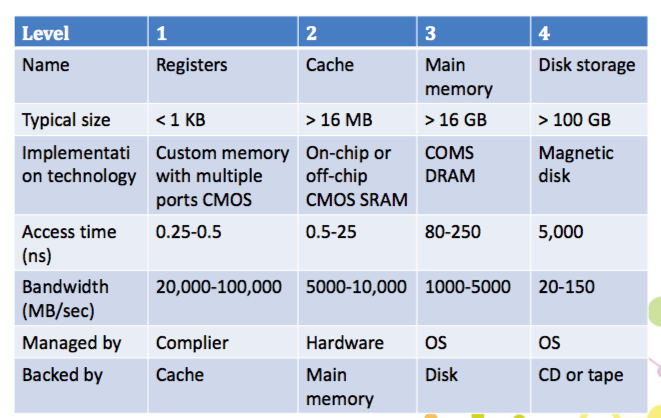 Level 1 2 3 4
Name Registers Cache Main Disk storage
memory
Typical size < 1 KB > 16 MB > 16 GB > 100 GB
Implementati Custom memory On-chip or COMS Magnetic
on technology with multiple off-chip DRAM disk
ports CMOS CMOS SRAM
Access time 0.25-0.5 0.5-25 80-250 5,000
(ns)
Bandwidth 20,000-100,000 5000-10,000 1000-5000 20-150
(MB/sec)
Managed by Complier Hardware OS OS
Backed by Cache Main Disk CD or tape
memory